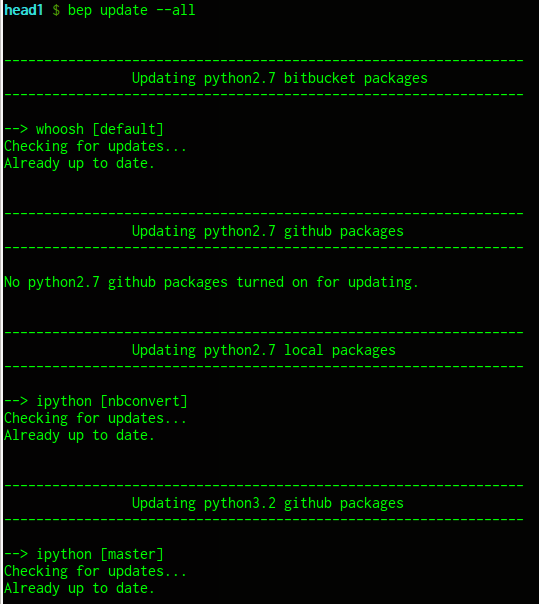 head1 $ bep update --all
-----------------------------------------------------------------
Updating python2.7 bitbucket packages
-----------------------------------------------------------------
--> whoosh [default]
Checking for updates...
Already up to date.
-----------------------------------------------------------------
Updating python2.7 github packages
-----------------------------------------------------------------
No python2.7 github packages turned on for updating.
-----------------------------------------------------------------
Updating python2.7 local packages
-----------------------------------------------------------------
--> ipython [nbconvert]
Checking for updates...
Already up to date.
-----------------------------------------------------------------
Updating python3.2 github packages
-----------------------------------------------------------------
--> ipython [master]
Checking for updates...
Already up to date.